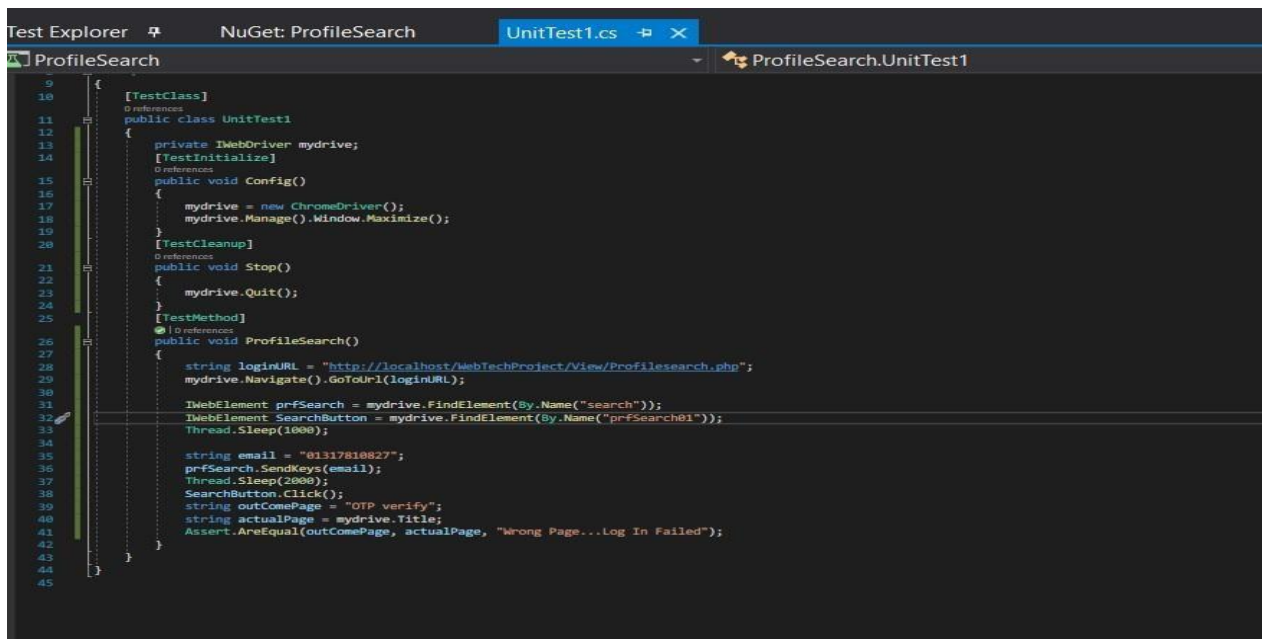 Test Explorer NuGet: ProfileSearch UnitTest1.cs
ProfileSearch ProfileSearch.UnitTest1
9 {
10 [TestClass]
0 references
11 public class UnitTest1
12 {
13 private IWebDriver mydrive;
14 [TestInitialize]
0 references
15 public void Config()
16 {
17 mydrive = new ChromeDriver();
18 mydrive.Manage().Window.Maximize();
19 }
20 [TestCleanup]
0 references
21 public void Stop()
22 {
23 mydrive.Quit();
24 }
25 [TestMethod]
0 references
26 public void ProfileSearch()
27 {
28 string loginURL = "http://localhost/WebTechProject/View/Profilesearch.php";
29 mydrive.Navigate().GoToUrl(loginURL);
30
31 IWebElement prfSearch = mydrive.FindElement(By.Name("search"));
32 IWebElement SearchButton = mydrive.FindElement(By.Name("prfSearch01"));
33 Thread.Sleep(1000);
34
35 string email = "01317810827";
36 prfSearch.SendKeys(email);
37 Thread.Sleep(2000);
38 SearchButton.Click();
39 string outComePage = "OTP verify";
40 string actualPage = mydrive.Title;
41 Assert.AreEqual(outComePage, actualPage, "Wrong Page...Log In Failed");
42 }
43 }
44 }
45